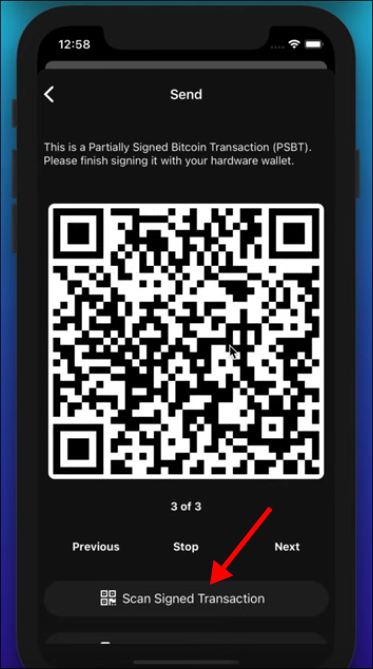 12:58
Send
This is a Partially Signed Bitcoin Transaction (PSBT).
Please finish signing it with your hardware wallet.
3 of 3
Previous Stop Next
Scan Signed Transaction